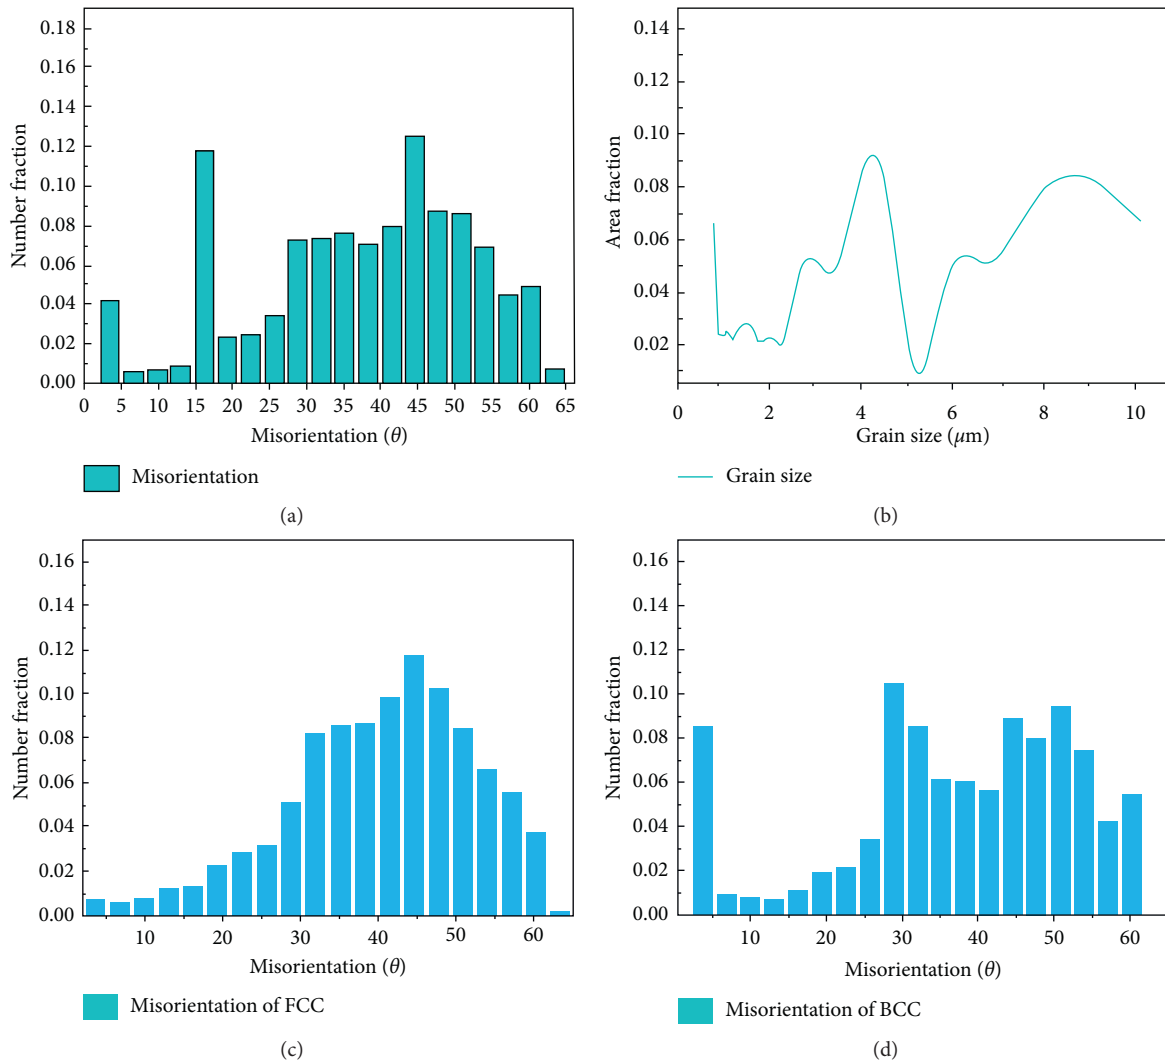 0.18
0.16
0.14
0.12
0.10
0.08
0.06
0.04
0.02
0.00
Number fraction
0 5 10 15 20 25 30 35 40 45 50 55 60 65
Misorientation (θ)
Misorientation
(a)
0.14
0.12
0.10
0.08
0.06
0.04
0.02
Area fraction
0 2 4 6 8 10
Grain size (μm)
Grain size
(b)
0.16
0.14
0.12
0.10
0.08
0.06
0.04
0.02
0.00
Number fraction
10 20 30 40 50 60
Misorientation (θ)
Misorientation of FCC
(c)
0.16
0.14
0.12
0.10
0.08
0.06
0.04
0.02
0.00
Number fraction
10 20 30 40 50 60
Misorientation (θ)
Misorientation of BCC
(d)